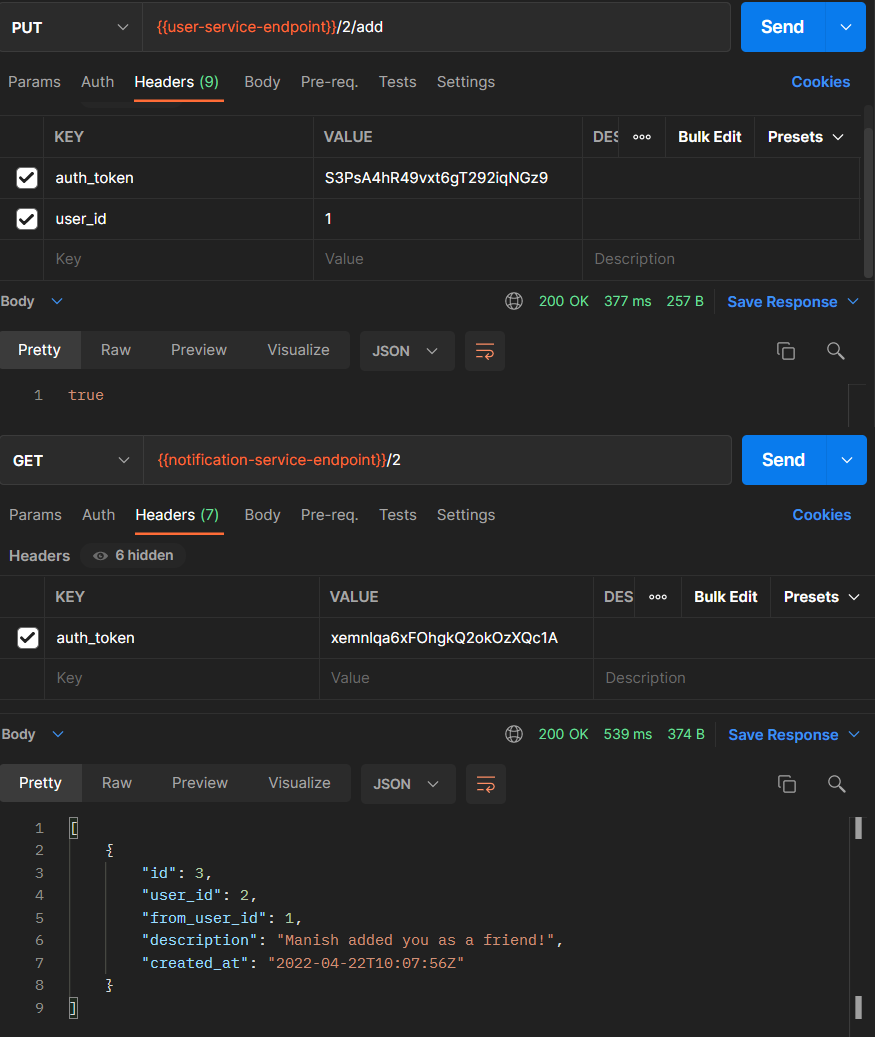 PUT {{user-service-endpoint}}/2/add Send
Params Auth Headers (9) Body Pre-req. Tests Settings Cookies
KEY VALUE DES ooo Bulk Edit Presets
auth_token S3PsA4hR49vxt6gT292iqNGz9
user_id 1
Key Value Description
Body 200 OK 377 ms 257 B Save Response
Pretty Raw Preview Visualize JSON
1 true
GET {{notification-service-endpoint}}/2 Send
Params Auth Headers (7) Body Pre-req. Tests Settings Cookies
Headers 6 hidden
KEY VALUE DES ooo Bulk Edit Presets
auth_token xemnlqa6xFOhgkQ2okOzXQc1A
Key Value Description
Body 200 OK 539 ms 374 B Save Response
Pretty Raw Preview Visualize JSON
1 [
2 {
3 "id": 3,
4 "user_id": 2,
5 "from_user_id": 1,
6 "description": "Manish added you as a friend!",
7 "created_at": "2022-04-22T10:07:56Z"
8 }
9 ]